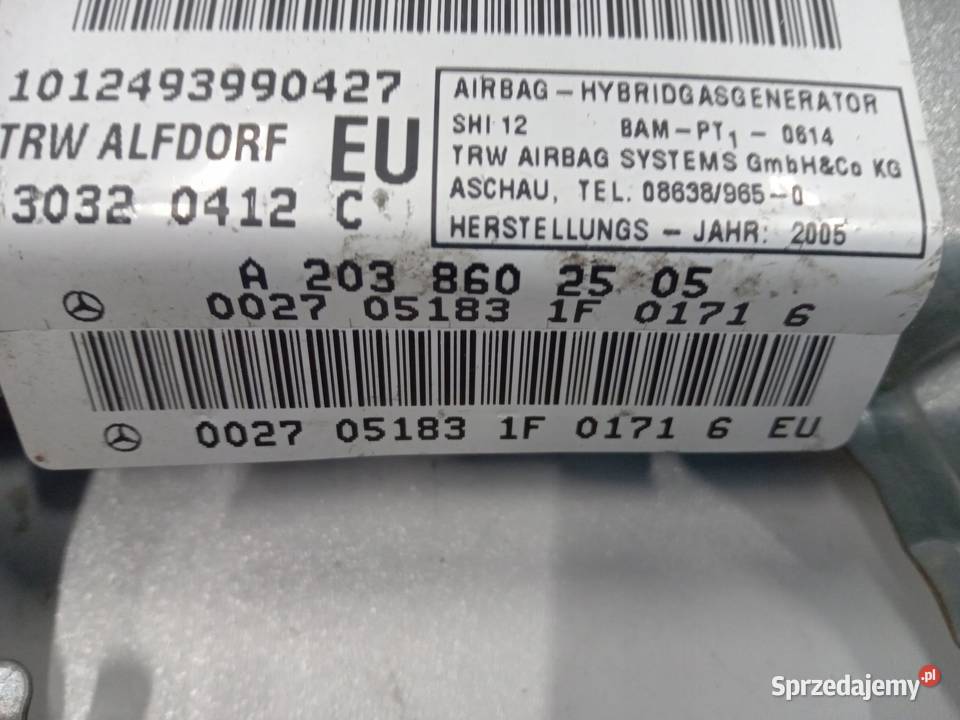 1012493990427
TRW ALFDORF EU
3032 0412 C
AIRBAG – HYBRIDGASGENERATOR
SHI 12 BAM–PT1 – 0614
TRW AIRBAG SYSTEMS GmbH&Co KG
ASCHAU, TEL. 08638/965–0
HERSTELLUNGS – JAHR: 2005
A 203 860 25 05
0027 05183 1F 0171 6
0027 05183 1F 0171 6 EU
Sprzedajemy.pl